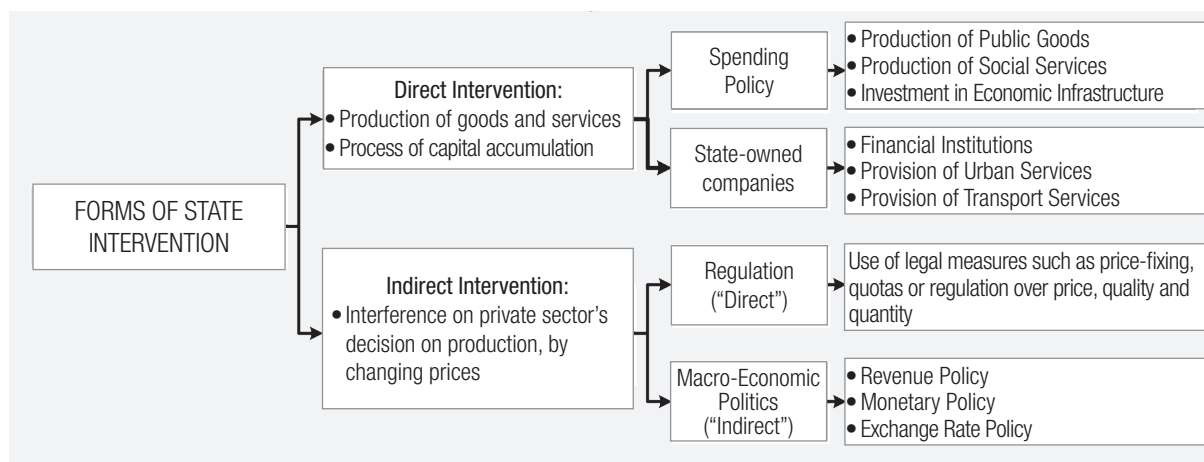 FORMS OF STATE
INTERVENTION
Direct Intervention:
• Production of goods and services
• Process of capital accumulation
Spending
Policy
• Production of Public Goods
• Production of Social Services
• Investment in Economic Infrastructure
State-owned
companies
• Financial Institutions
• Provision of Urban Services
• Provision of Transport Services
Indirect Intervention:
• Interference on private sector’s
decision on production, by
changing prices
Regulation
(“Direct”)
Use of legal measures such as price-fixing,
quotas or regulation over price, quality and
quantity
Macro-Economic
Politics
(“Indirect”)
• Revenue Policy
• Monetary Policy
• Exchange Rate Policy